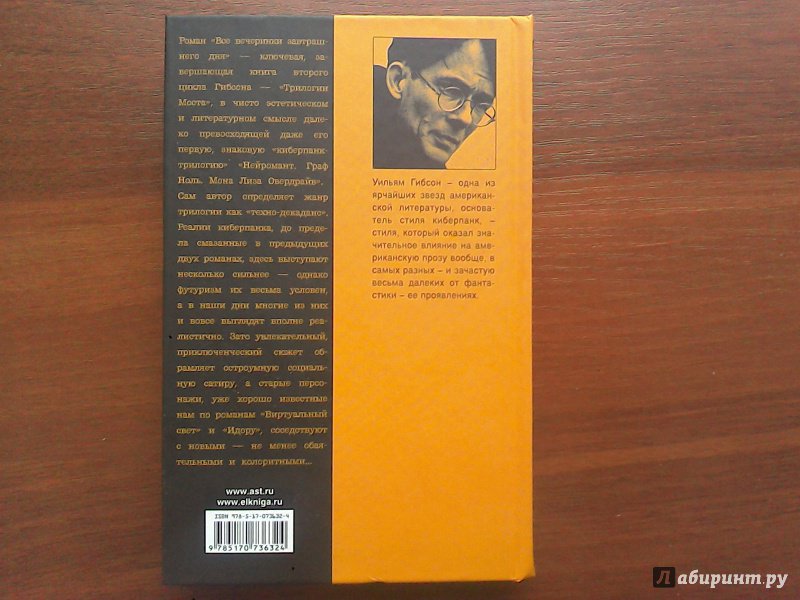 Роман «Все вечеринки завтраш-
него дня» — ключевая, за-
вершающая книга второго
цикла Гибсона — «Трилогии
Моста», в чисто эстетическом
и литературном смысле дале-
ко превосходящей даже его
первую, знаковую "киберпанк-
трилогию" "Нейромант. Граф
Ноль. Мона Лиза Овердрайв".
Сам автор определяет жанр
трилогии как «техно-декаданс».
Реалии киберпанка, до преде-
ла смазанные в предыдущих
двух романах, здесь выступают
несколько сильнее — однако
футуризм их весьма условен,
а в наши дни многие из них
и вовсе выглядят вполне реа-
листично. Зато увлекательный,
приключенческий сюжет об-
рамляет остроумную социаль-
ную сатиру, а старые персо-
нажи, уже хорошо известные
нам по романам "Виртуальный
свет" и "Идору", соседствуют
с новыми — не менее обая-
тельными и колоритными...
www.ast.ru
www.elkniga.ru
ISBN 978-5-17-073632-4
9 785170 736324
Уильям Гибсон – одна из
ярчайших звезд американ-
ской литературы, основа-
тель стиля киберпанк, –
стиля, который оказал зна-
чительное влияние на аме-
риканскую прозу вообще, в
самых разных – и зачастую
весьма далеких от фанта-
стики – ее проявлениях.
Лабиринт.ру